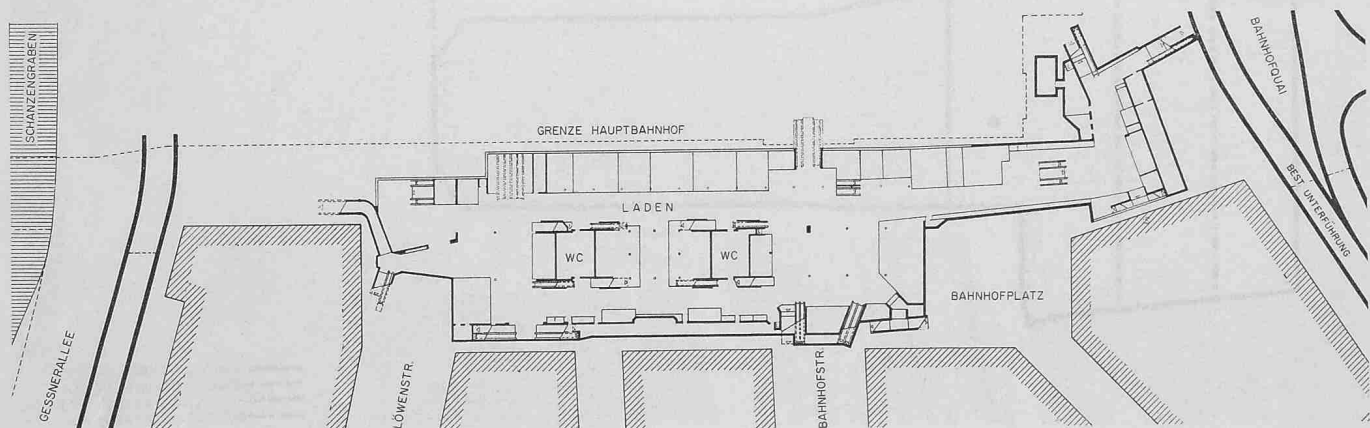 SCHANZENGRABEN
BAHNHOFQUAI
GRENZE HAUPTBAHNHOF
BEST UNTERFÜHRUNG
LADEN
WC
WC
BAHNHOFPLATZ
GESSNERALLEE
LÖWENSTR.
BAHNHOFSTR.